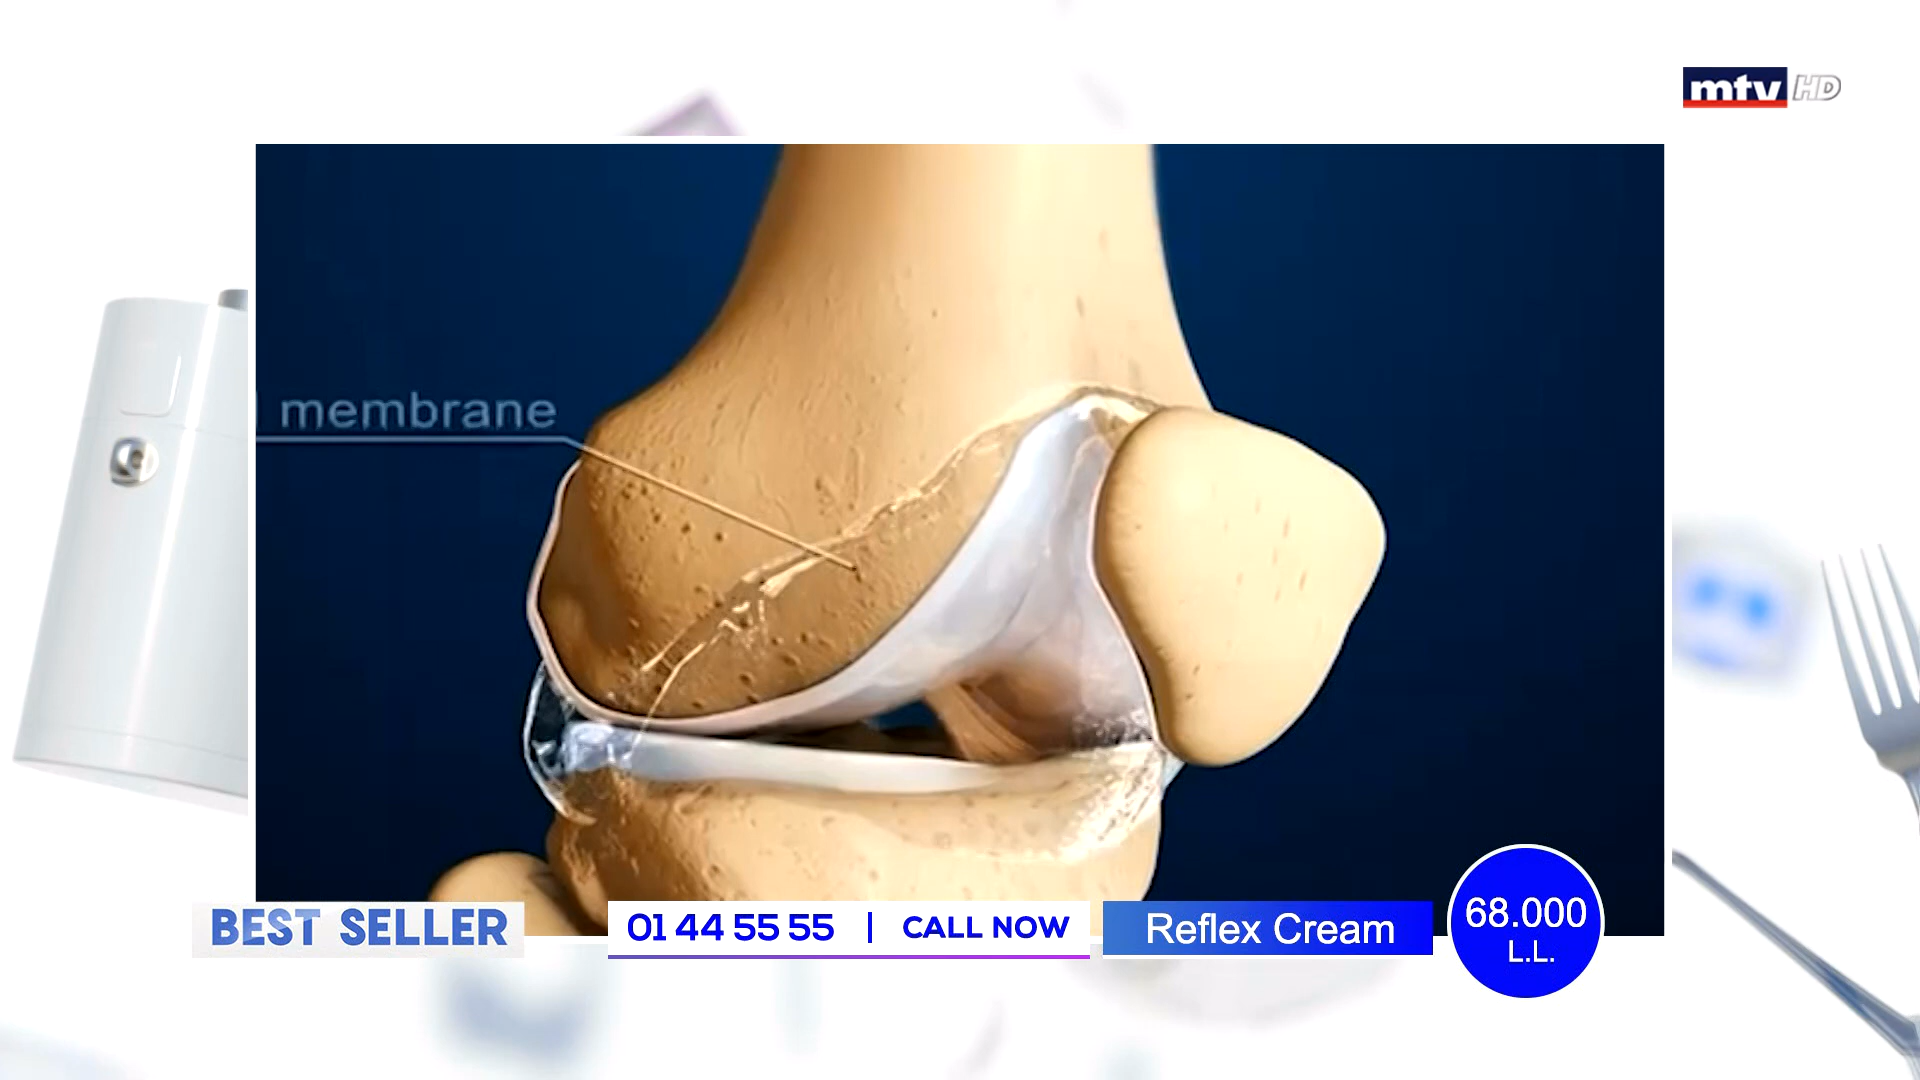 mtv HD
membrane
BEST SELLER
01 44 55 55 | CALL NOW
Reflex Cream
68.000
L.L.